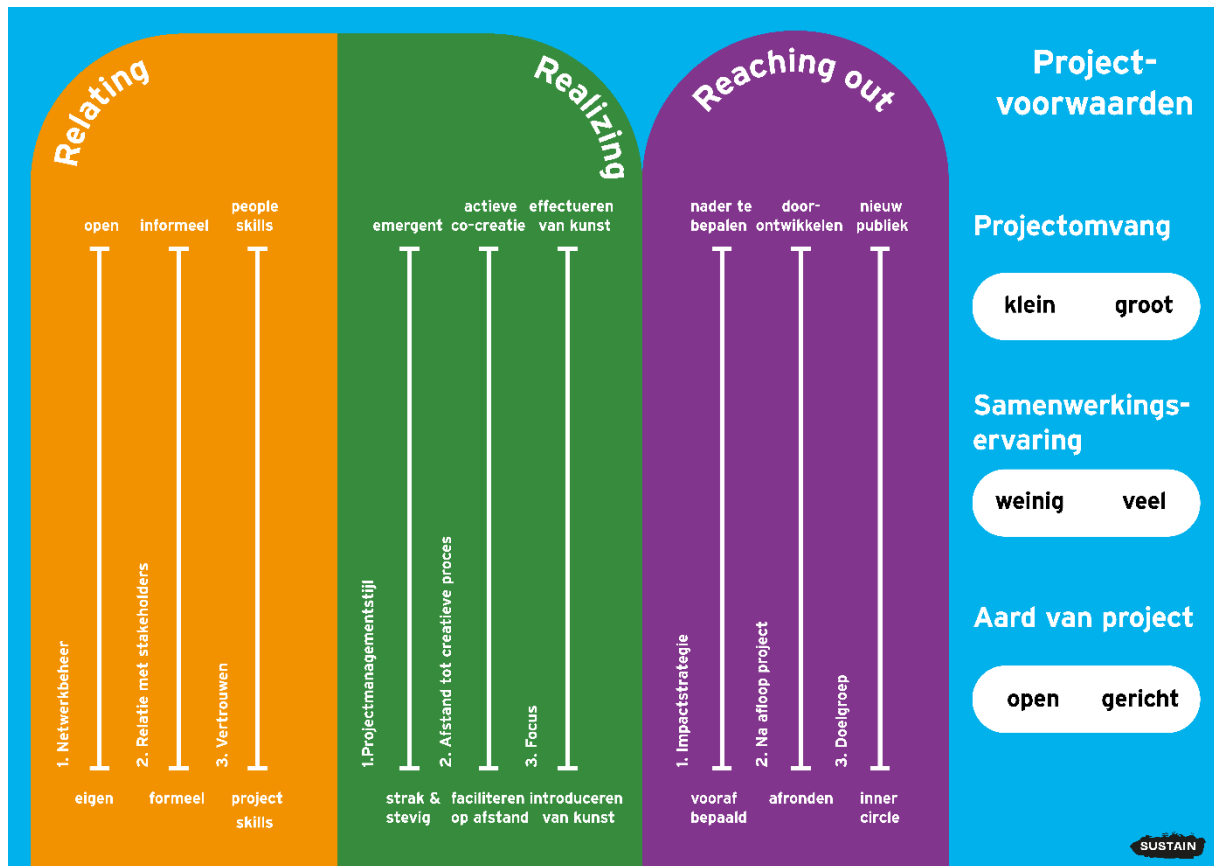 Relating
open
informeel
people
skills
1. Netwerkbeheer
2. Relatie met stakeholders
3. Vertrouwen
eigen
formeel
project
skills
Realizing
emergent
actieve
co-creatie
effectueren
van kunst
1.Projectmanagementstijl
2. Afstand tot creatieve proces
3. Focus
strak &
stevig
faciliteren
op afstand
introduceren
van kunst
Reaching out
nader te
bepalen
door-
ontwikkelen
nieuw
publiek
1. Impactstrategie
2. Na afloop project
3. Doelgroep
vooraf
bepaald
afronden
inner
circle
Project-
voorwaarden
Projectomvang
klein groot
Samenwerkings-
ervaring
weinig veel
Aard van project
open gericht
SUSTAIN